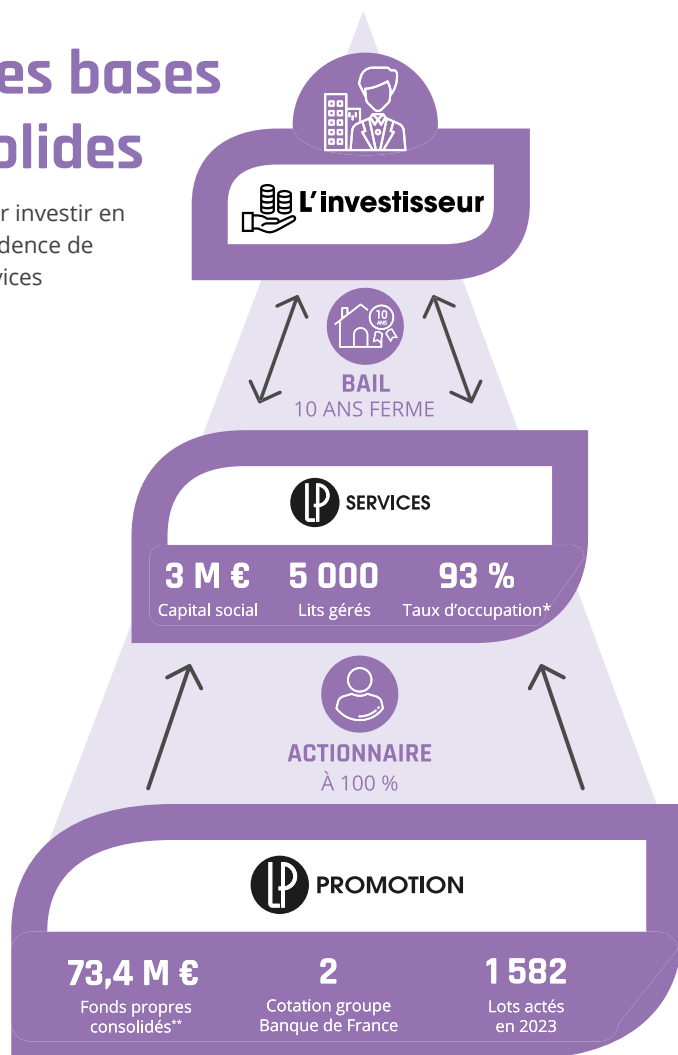 es bases
olides
r investir en
dence de
vices
L'investisseur
10
ANS
BAIL
10 ANS FERME
LP SERVICES
3 M € 5 000 93 %
Capital social Lits gérés Taux d'occupation*
ACTIONNAIRE
À 100 %
LP PROMOTION
73,4 M € 2 1 582
Fonds propres Cotation groupe Lots actés
consolidés** Banque de France en 2023